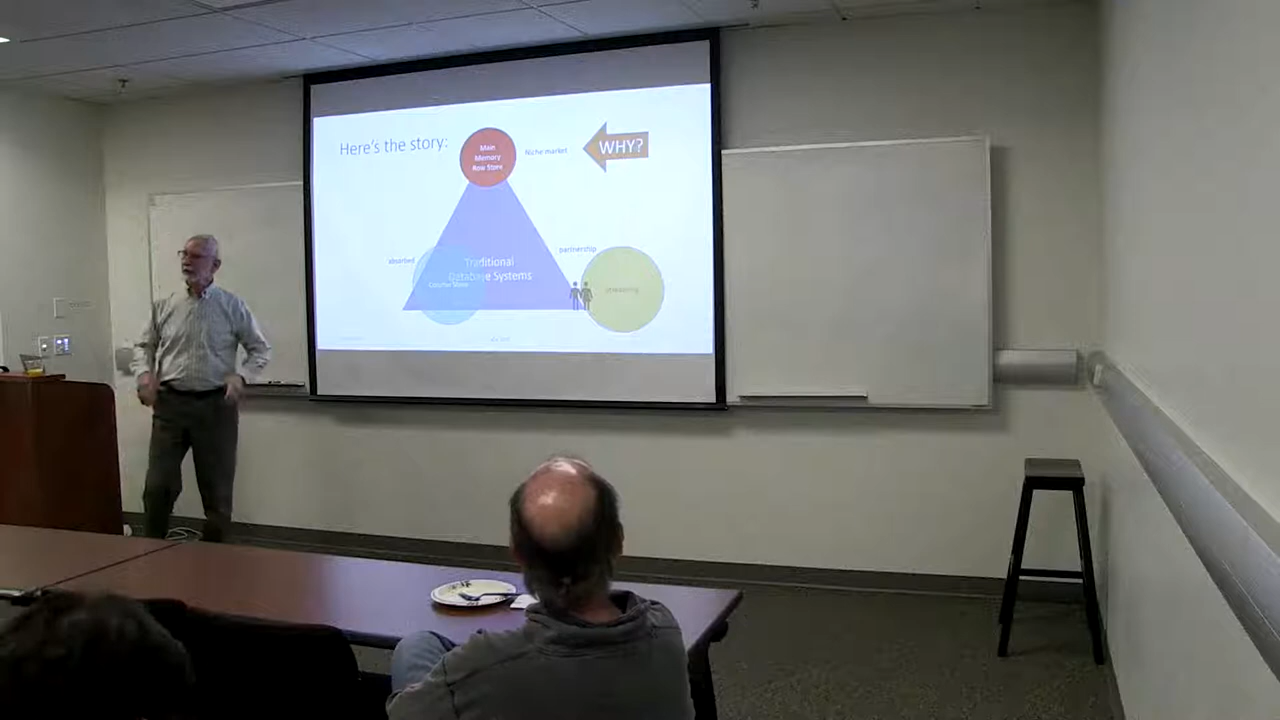 Here's the story:
Main
Memory
Row Store
Niche market
WHY?
absorbed
partnership
Traditional
Database Systems
Column Store
streaming